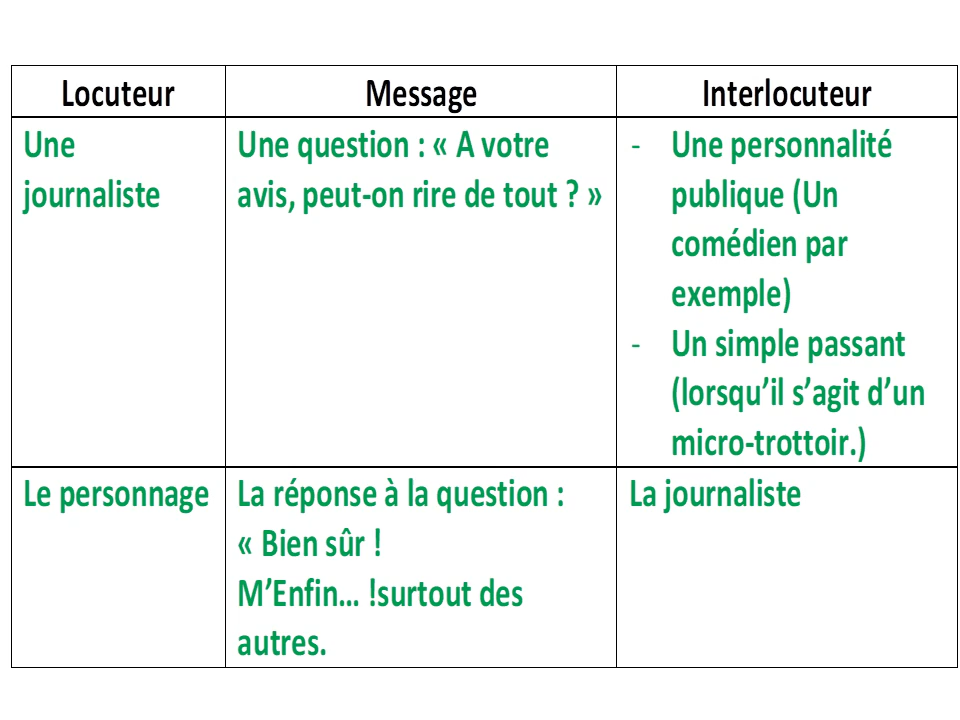 Locuteur
Message
Interlocuteur
Une
journaliste
Une question : « A votre
avis, peut-on rire de tout ? »
- Une personnalité
publique (Un
comédien par
exemple)
- Un simple passant
(lorsqu’il s’agit d’un
micro-trottoir.)
Le personnage
La réponse à la question :
« Bien sûr !
M’Enfin… !surtout des
autres.
La journaliste